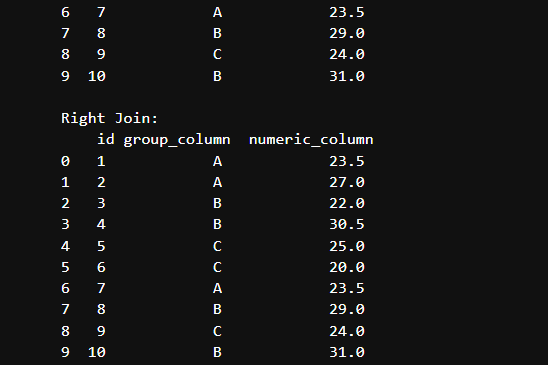 6   7            A            23.5
7   8            B            29.0
8   9            C            24.0
9  10            B            31.0
Right Join:
    id group_column  numeric_column
0   1            A            23.5
1   2            A            27.0
2   3            B            22.0
3   4            B            30.5
4   5            C            25.0
5   6            C            20.0
6   7            A            23.5
7   8            B            29.0
8   9            C            24.0
9  10            B            31.0